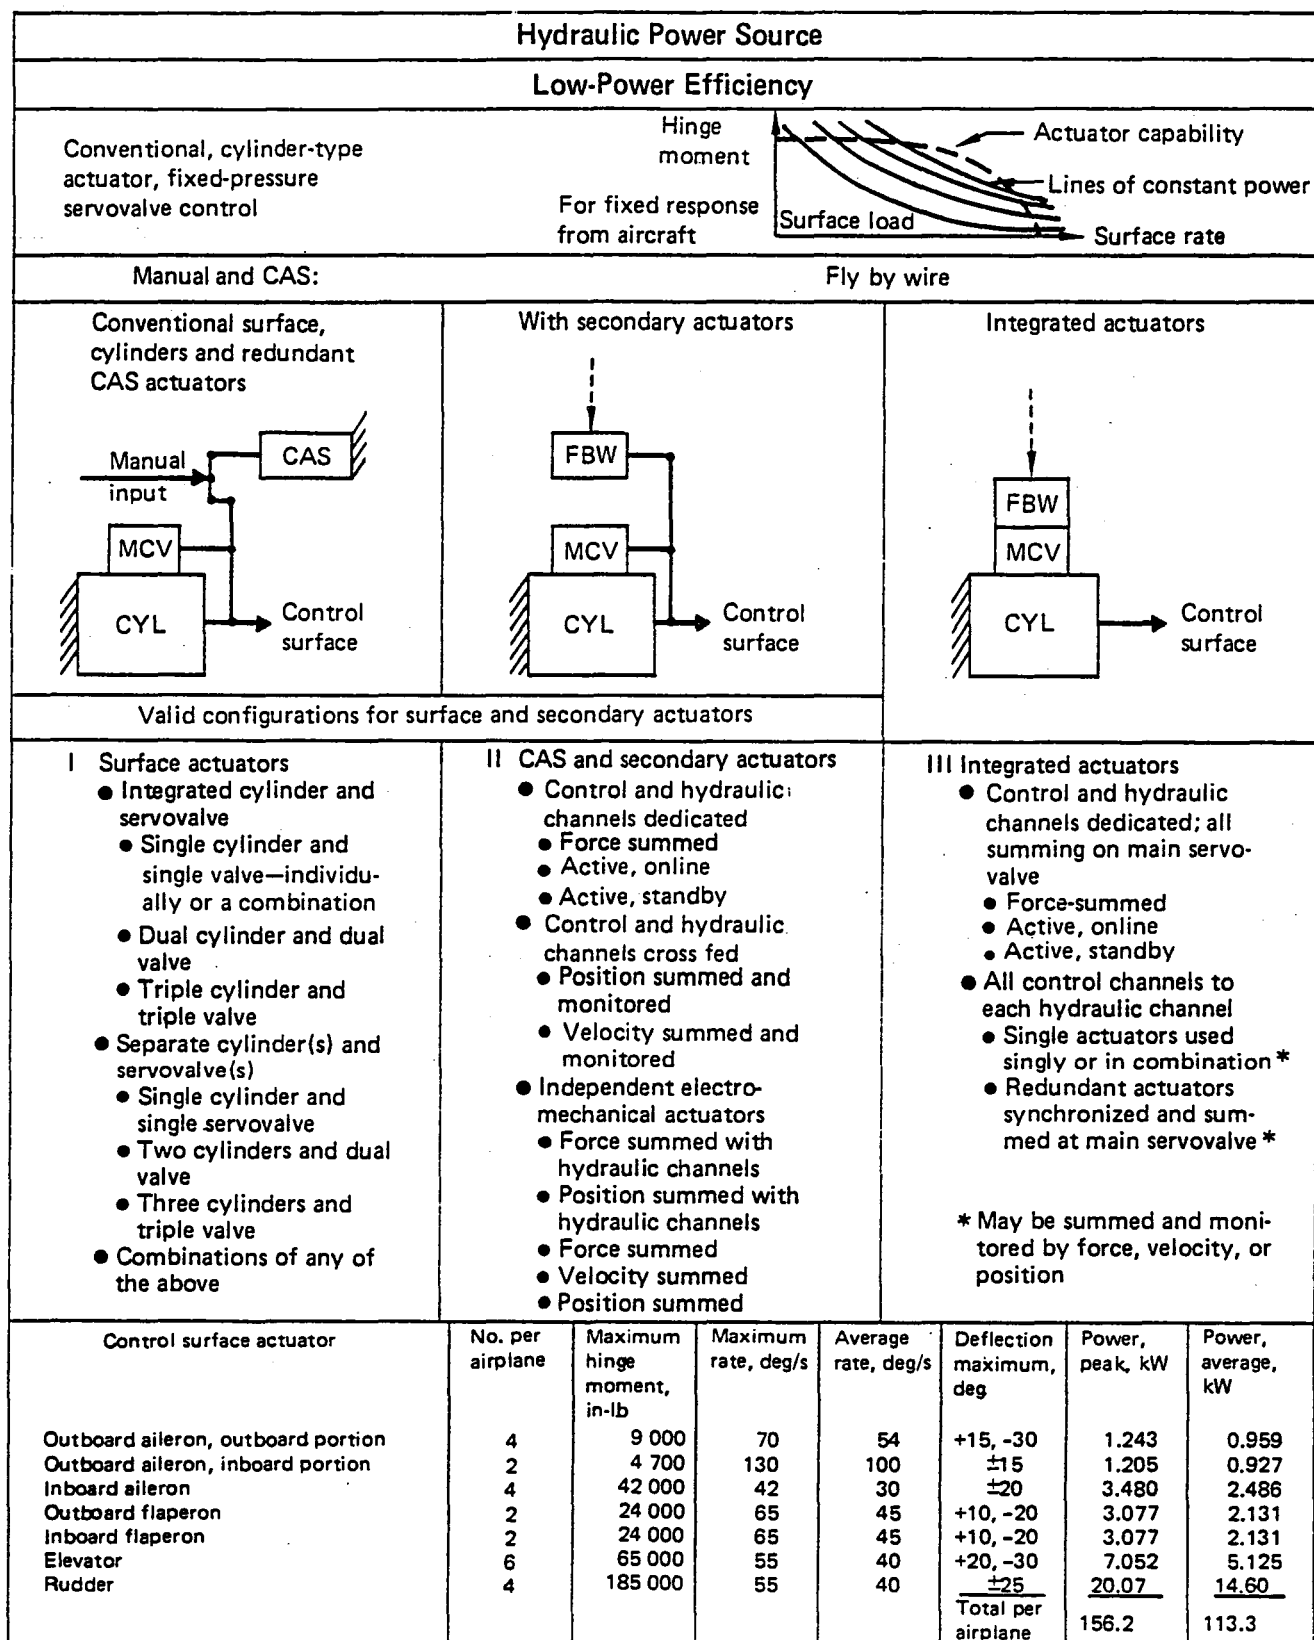 Hydraulic Power Source
Low-Power Efficiency
Conventional, cylinder-type
actuator, fixed-pressure
servovalve control
For fixed response
from aircraft
Hinge
moment
Surface load
Actuator capability
Lines of constant power
Surface rate
Manual and CAS:
Fly by wire
Conventional surface,
cylinders and redundant
CAS actuators
Manual
input
CAS
MCV
CYL
Control
surface
With secondary actuators
FBW
MCV
CYL
Control
surface
Integrated actuators
FBW
MCV
CYL
Control
surface
Valid configurations for surface and secondary actuators
I Surface actuators
● Integrated cylinder and
servovalve
● Single cylinder and
single valve—individu-
ally or a combination
● Dual cylinder and dual
valve
● Triple cylinder and
triple valve
● Separate cylinder(s) and
servovalve(s)
● Single cylinder and
single servovalve
● Two cylinders and dual
valve
● Three cylinders and
triple valve
● Combinations of any of
the above
II CAS and secondary actuators
● Control and hydraulic
channels dedicated
● Force summed
● Active, online
● Active, standby
● Control and hydraulic
channels cross fed
● Position summed and
monitored
● Velocity summed and
monitored
● Independent electro-
mechanical actuators
● Force summed with
hydraulic channels
● Position summed with
hydraulic channels
● Force summed
● Velocity summed
● Position summed
III Integrated actuators
● Control and hydraulic
channels dedicated; all
summing on main servo-
valve
● Force-summed
● Active, online
● Active, standby
● All control channels to
each hydraulic channel
● Single actuators used
singly or in combination *
● Redundant actuators
synchronized and sum-
med at main servovalve *
* May be summed and moni-
tored by force, velocity, or
position
Control surface actuator
No. per
airplane
Maximum
hinge
moment,
in-lb
Maximum
rate, deg/s
Average
rate, deg/s
Deflection
maximum,
deg
Power,
peak, kW
Power,
average,
kW
Outboard aileron, outboard portion 4 9 000 70 54 +15, -30 1.243 0.959
Outboard aileron, inboard portion 2 4 700 130 100 ±15 1.205 0.927
Inboard aileron 4 42 000 42 30 ±20 3.480 2.486
Outboard flaperon 2 24 000 65 45 +10, -20 3.077 2.131
Inboard flaperon 2 24 000 65 45 +10, -20 3.077 2.131
Elevator 6 65 000 55 40 +20, -30 7.052 5.125
Rudder 4 185 000 55 40 ±25 20.07 14.60
Total per
airplane 156.2 113.3